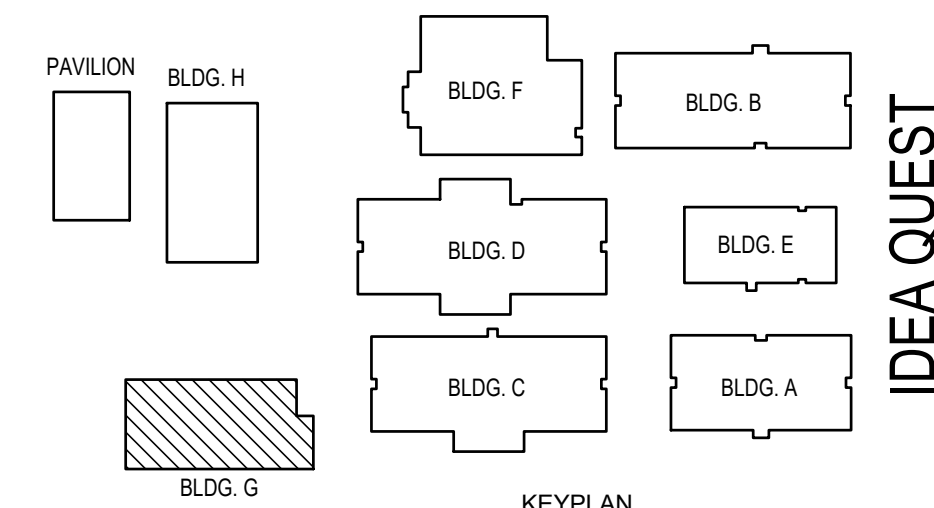 PAVILION
BLDG. H
BLDG. F
BLDG. B
BLDG. D
BLDG. E
BLDG. C
BLDG. A
BLDG. G
KEYPLAN
IDEA QUEST